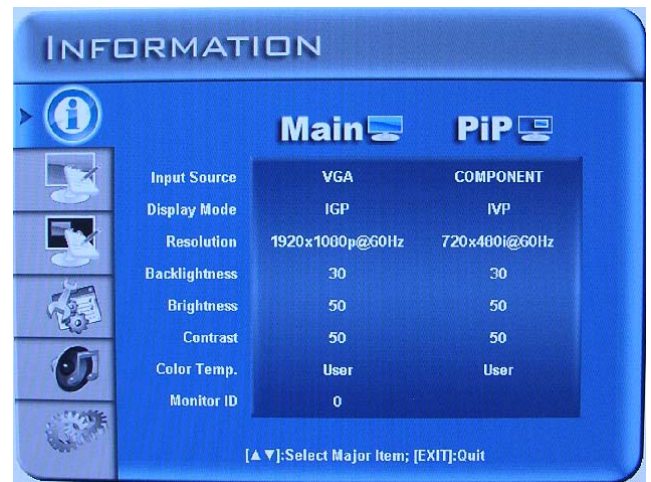 INFORMATION
Main PiP
Input Source VGA COMPONENT
Display Mode IGP IVP
Resolution 1920x1080p@60Hz 720x480i@60Hz
Backlightness 30 30
Brightness 50 50
Contrast 50 50
Color Temp. User User
Monitor ID 0
[▲▼]:Select Major Item; [EXIT]:Quit